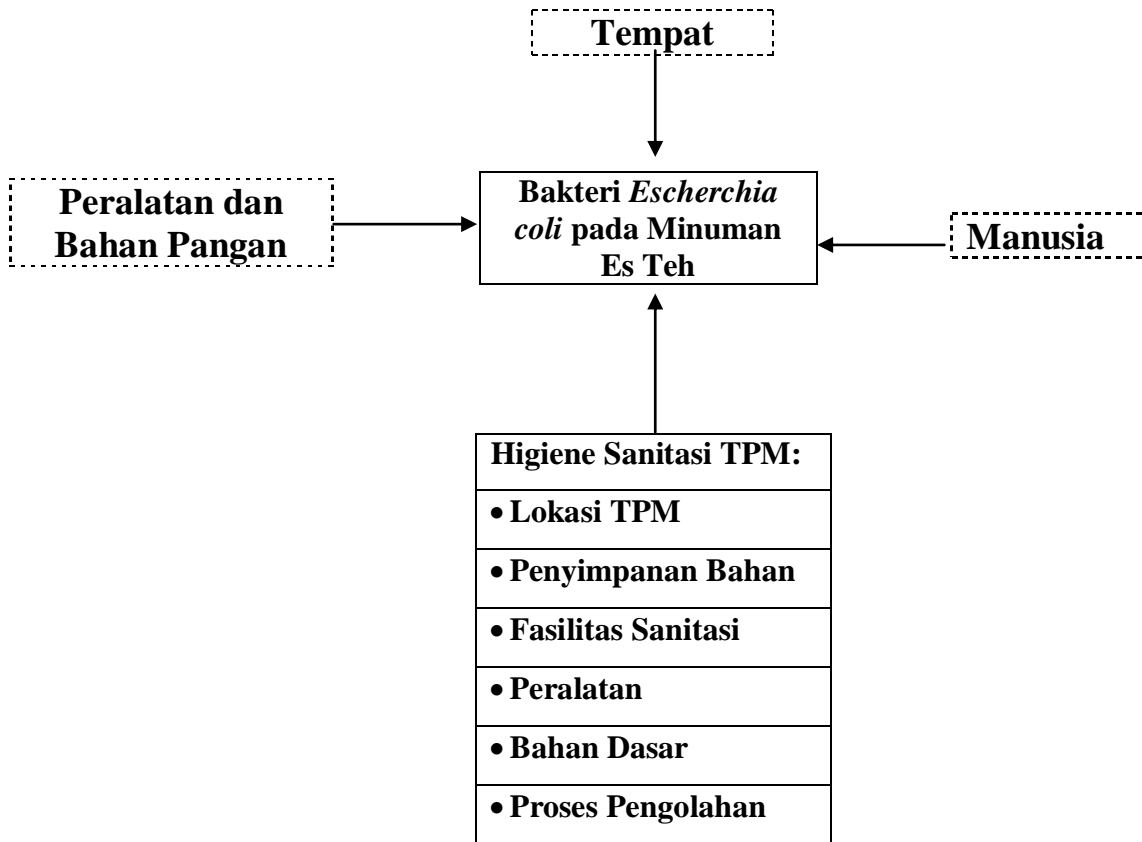 Tempat
Peralatan dan
Bahan Pangan
Bakteri Escherchia
coli pada Minuman
Es Teh
Manusia
Higiene Sanitasi TPM:
• Lokasi TPM
• Penyimpanan Bahan
• Fasilitas Sanitasi
• Peralatan
• Bahan Dasar
• Proses Pengolahan